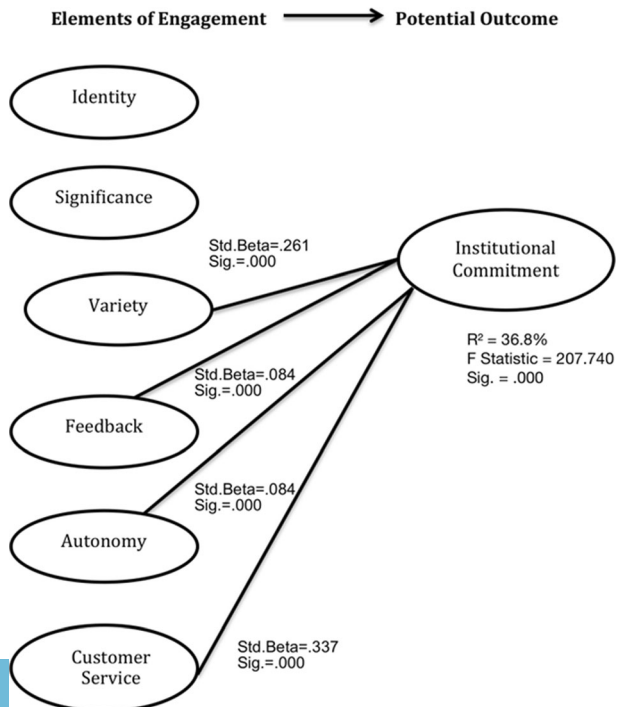 Elements of Engagement
Potential Outcome
Identity
Significance
Std.Beta=.261
Sig.=.000
Institutional
Commitment
Variety
R² = 36.8%
F Statistic = 207.740
Sig. = .000
Std.Beta=.084
Sig.=.000
Feedback
Std.Beta=.084
Sig.=.000
Autonomy
Std.Beta=.337
Sig.=.000
Customer
Service